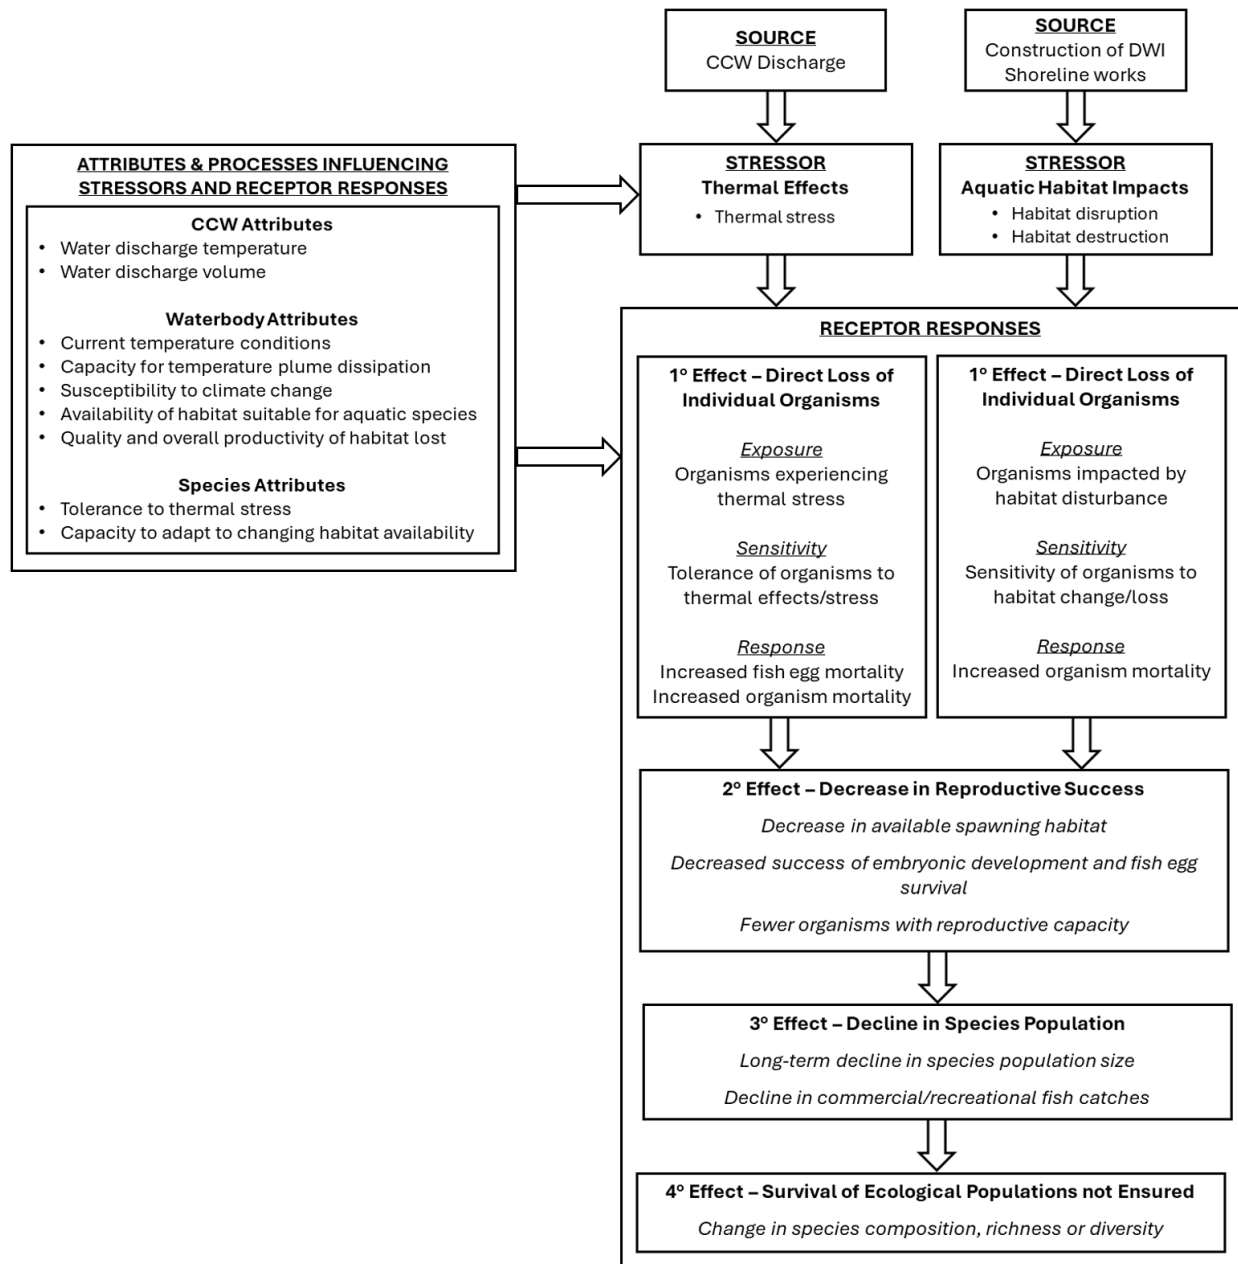 SOURCE
CCW Discharge
SOURCE
Construction of DWI
Shoreline works
ATTRIBUTES & PROCESSES INFLUENCING
STRESSORS AND RECEPTOR RESPONSES
CCW Attributes
• Water discharge temperature
• Water discharge volume
Waterbody Attributes
• Current temperature conditions
• Capacity for temperature plume dissipation
• Susceptibility to climate change
• Availability of habitat suitable for aquatic species
• Quality and overall productivity of habitat lost
Species Attributes
• Tolerance to thermal stress
• Capacity to adapt to changing habitat availability
STRESSOR
Thermal Effects
• Thermal stress
STRESSOR
Aquatic Habitat Impacts
• Habitat disruption
• Habitat destruction
RECEPTOR RESPONSES
1° Effect – Direct Loss of
Individual Organisms
Exposure
Organisms experiencing
thermal stress
Sensitivity
Tolerance of organisms to
thermal effects/stress
Response
Increased fish egg mortality
Increased organism mortality
1° Effect – Direct Loss of
Individual Organisms
Exposure
Organisms impacted by
habitat disturbance
Sensitivity
Sensitivity of organisms to
habitat change/loss
Response
Increased organism mortality
2° Effect – Decrease in Reproductive Success
Decrease in available spawning habitat
Decreased success of embryonic development and fish egg
survival
Fewer organisms with reproductive capacity
3° Effect – Decline in Species Population
Long-term decline in species population size
Decline in commercial/recreational fish catches
4° Effect – Survival of Ecological Populations not Ensured
Change in species composition, richness or diversity